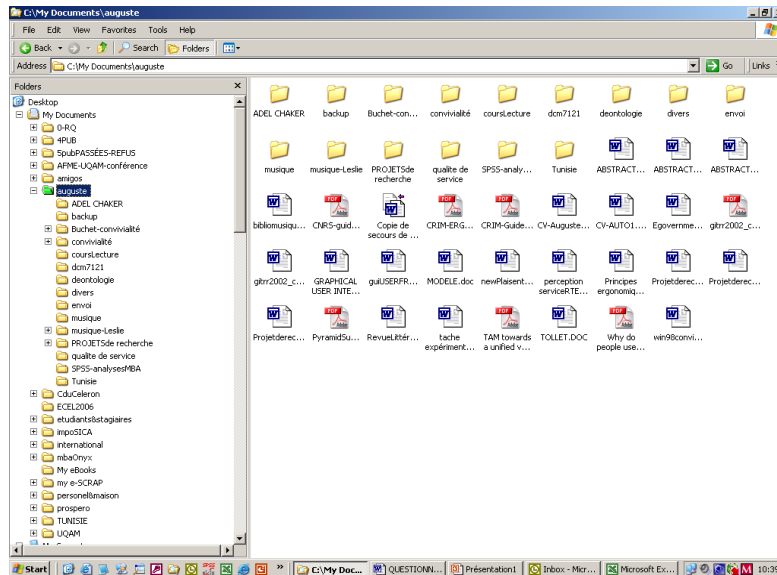 C:\My Documents\auguste
File Edit View Favorites Tools Help
Back Search Folders
Address C:\My Documents\auguste Go Links
Folders
Desktop
My Documents
0-RQ
4PUB
5pubPASSÉES-REFUS
AFME-UQAM-conférence
amigos
auguste
ADEL CHAKER
backup
Buchet-convivialité
convivialité
coursLecture
dcm7121
deontologie
divers
envoi
musique
musique-Leslie
PROJETSde recherche
qualite de service
SPSS-analysesMBA
Tunisie
CduCeleron
ECEL2006
etudiants&stagiaires
impoSICA
international
mbaOnyx
My eBooks
my e-SCRAP
personel&maison
prospero
TUNISIE
UQAM
ADEL CHAKER backup Buchet-con... convivialité coursLecture dcm7121 deontologie divers envoi
musique musique-Leslie PROJETSde recherche qualite de service SPSS-analy... Tunisie ABSTRACT... ABSTRACT... ABSTRACT...
bibliomusiqu... CNRS-guid... Copie de secours de ... CRIM-ERG... CRIM-Guide... CV-Auguste... CV-AUTO1.... Egovernme... gitrr2002_c...
gitrr2002_c... GRAPHICAL USER INTE... guiUSERFR... MODELE.doc newPlaisent... perception serviceRTE... Principes ergonomiq... Projetderec... Projetderec...
Projetderec... PyramidSu... RevueLittér... tache expériment... TAM towards a unified v... TOLLET.DOC Why do people use... win98convi...
Start C:\My Doc... QUESTIONN... Présentation1 Inbox - Micr... Microsoft Ex...